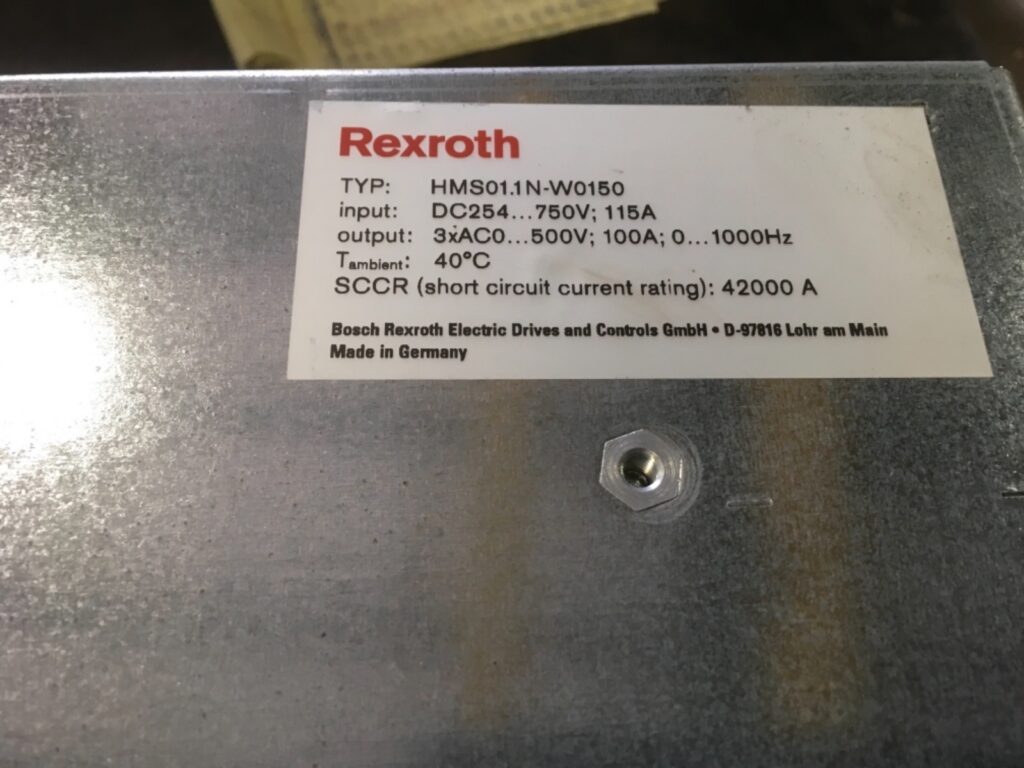 Rexroth
TYP: HMS01.1N-W0150
input: DC254...750V; 115A
output: 3xAC0...500V; 100A; 0...1000Hz
Tambient: 40°C
SCCR (short circuit current rating): 42000 A
Bosch Rexroth Electric Drives and Controls GmbH • D-97816 Lohr am Main
Made in Germany